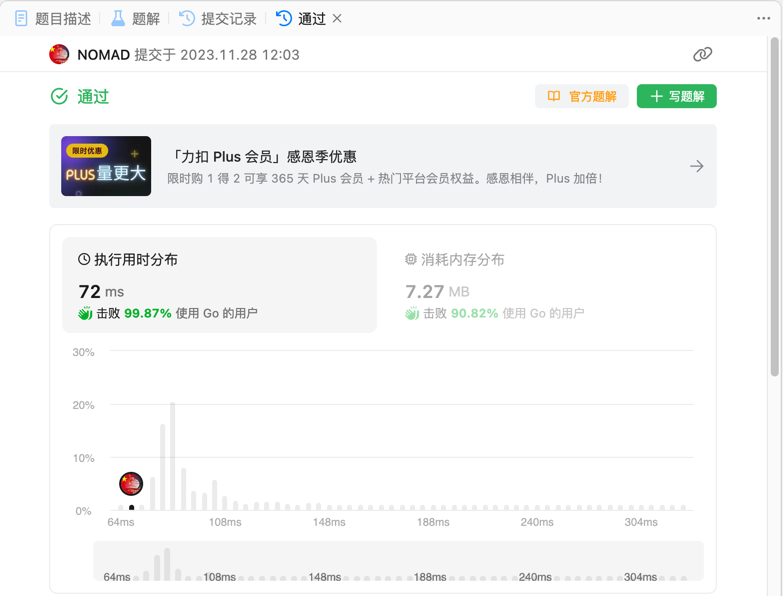 题目描述 题解 提交记录 通过
NOMAD 提交于 2023.11.28 12:03
通过 官方题解 写题解
限时优惠
PLUS量更大
「力扣 Plus 会员」感恩季优惠
限时购 1 得 2 可享 365 天 Plus 会员 + 热门平台会员权益。感恩相伴，Plus 加倍！
执行用时分布
72 ms
击败 99.87% 使用 Go 的用户
消耗内存分布
7.27 MB
击败 90.82% 使用 Go 的用户
30%
20%
10%
0%
64ms 108ms 148ms 188ms 240ms 304ms
64ms 108ms 148ms 188ms 240ms 304ms